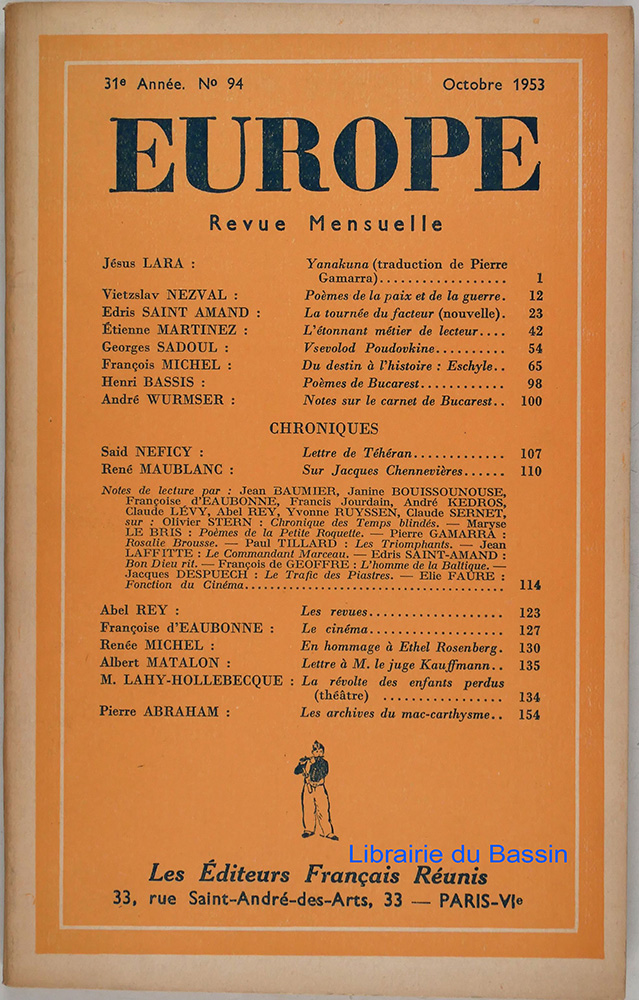 31e Année. No 94 Octobre 1953
EUROPE
Revue Mensuelle
Jésus LARA : Yanakuna (traduction de Pierre
Gamarra).................. 1
Vietzslav NEZVAL : Poèmes de la paix et de la guerre. 12
Edris SAINT AMAND : La tournée du facteur (nouvelle). 23
Étienne MARTINEZ : L'étonnant métier de lecteur.... 42
Georges SADOUL : Vsevolod Poudovkine.......... 54
François MICHEL : Du destin à l'histoire : Eschyle.. 65
Henri BASSIS : Poèmes de Bucarest............ 98
André WURMSER : Notes sur le carnet de Bucarest.. 100
CHRONIQUES
Said NEFICY : Lettre de Téhéran............. 107
René MAUBLANC : Sur Jacques Chennevières...... 110
Notes de lecture par : Jean BAUMIER, Janine BOUISSOUNOUSE,
Françoise d'EAUBONNE, Francis Jourdain, André KEDROS,
Claude LÉVY, Abel REY, Yvonne RUYSSEN, Claude SERNET,
sur : Olivier STERN : Chronique des Temps blindés. — Maryse
LE BRIS : Poèmes de la Petite Roquette. — Pierre GAMARRA :
Rosalie Brousse. — Paul TILLARD : Les Triomphants. — Jean
LAFFITTE : Le Commandant Marceau. — Edris SAINT-AMAND :
Bon Dieu rit. — François de GEOFFRE : L'homme de la Baltique. —
Jacques DESPUECH : Le Trafic des Piastres. — Elie FAURE :
Fonction du Cinéma..................................... 114
Abel REY : Les revues................... 123
Françoise d'EAUBONNE : Le cinéma................... 127
Renée MICHEL : En hommage à Ethel Rosenberg. 130
Albert MATALON : Lettre à M. le juge Kauffmann.. 135
M. LAHY-HOLLEBECQUE : La révolte des enfants perdus
(théâtre) ................. 134
Pierre ABRAHAM : Les archives du mac-carthysme.. 154
Librairie du Bassin
Les Éditeurs Français Réunis
33, rue Saint-André-des-Arts, 33 — PARIS-VIe